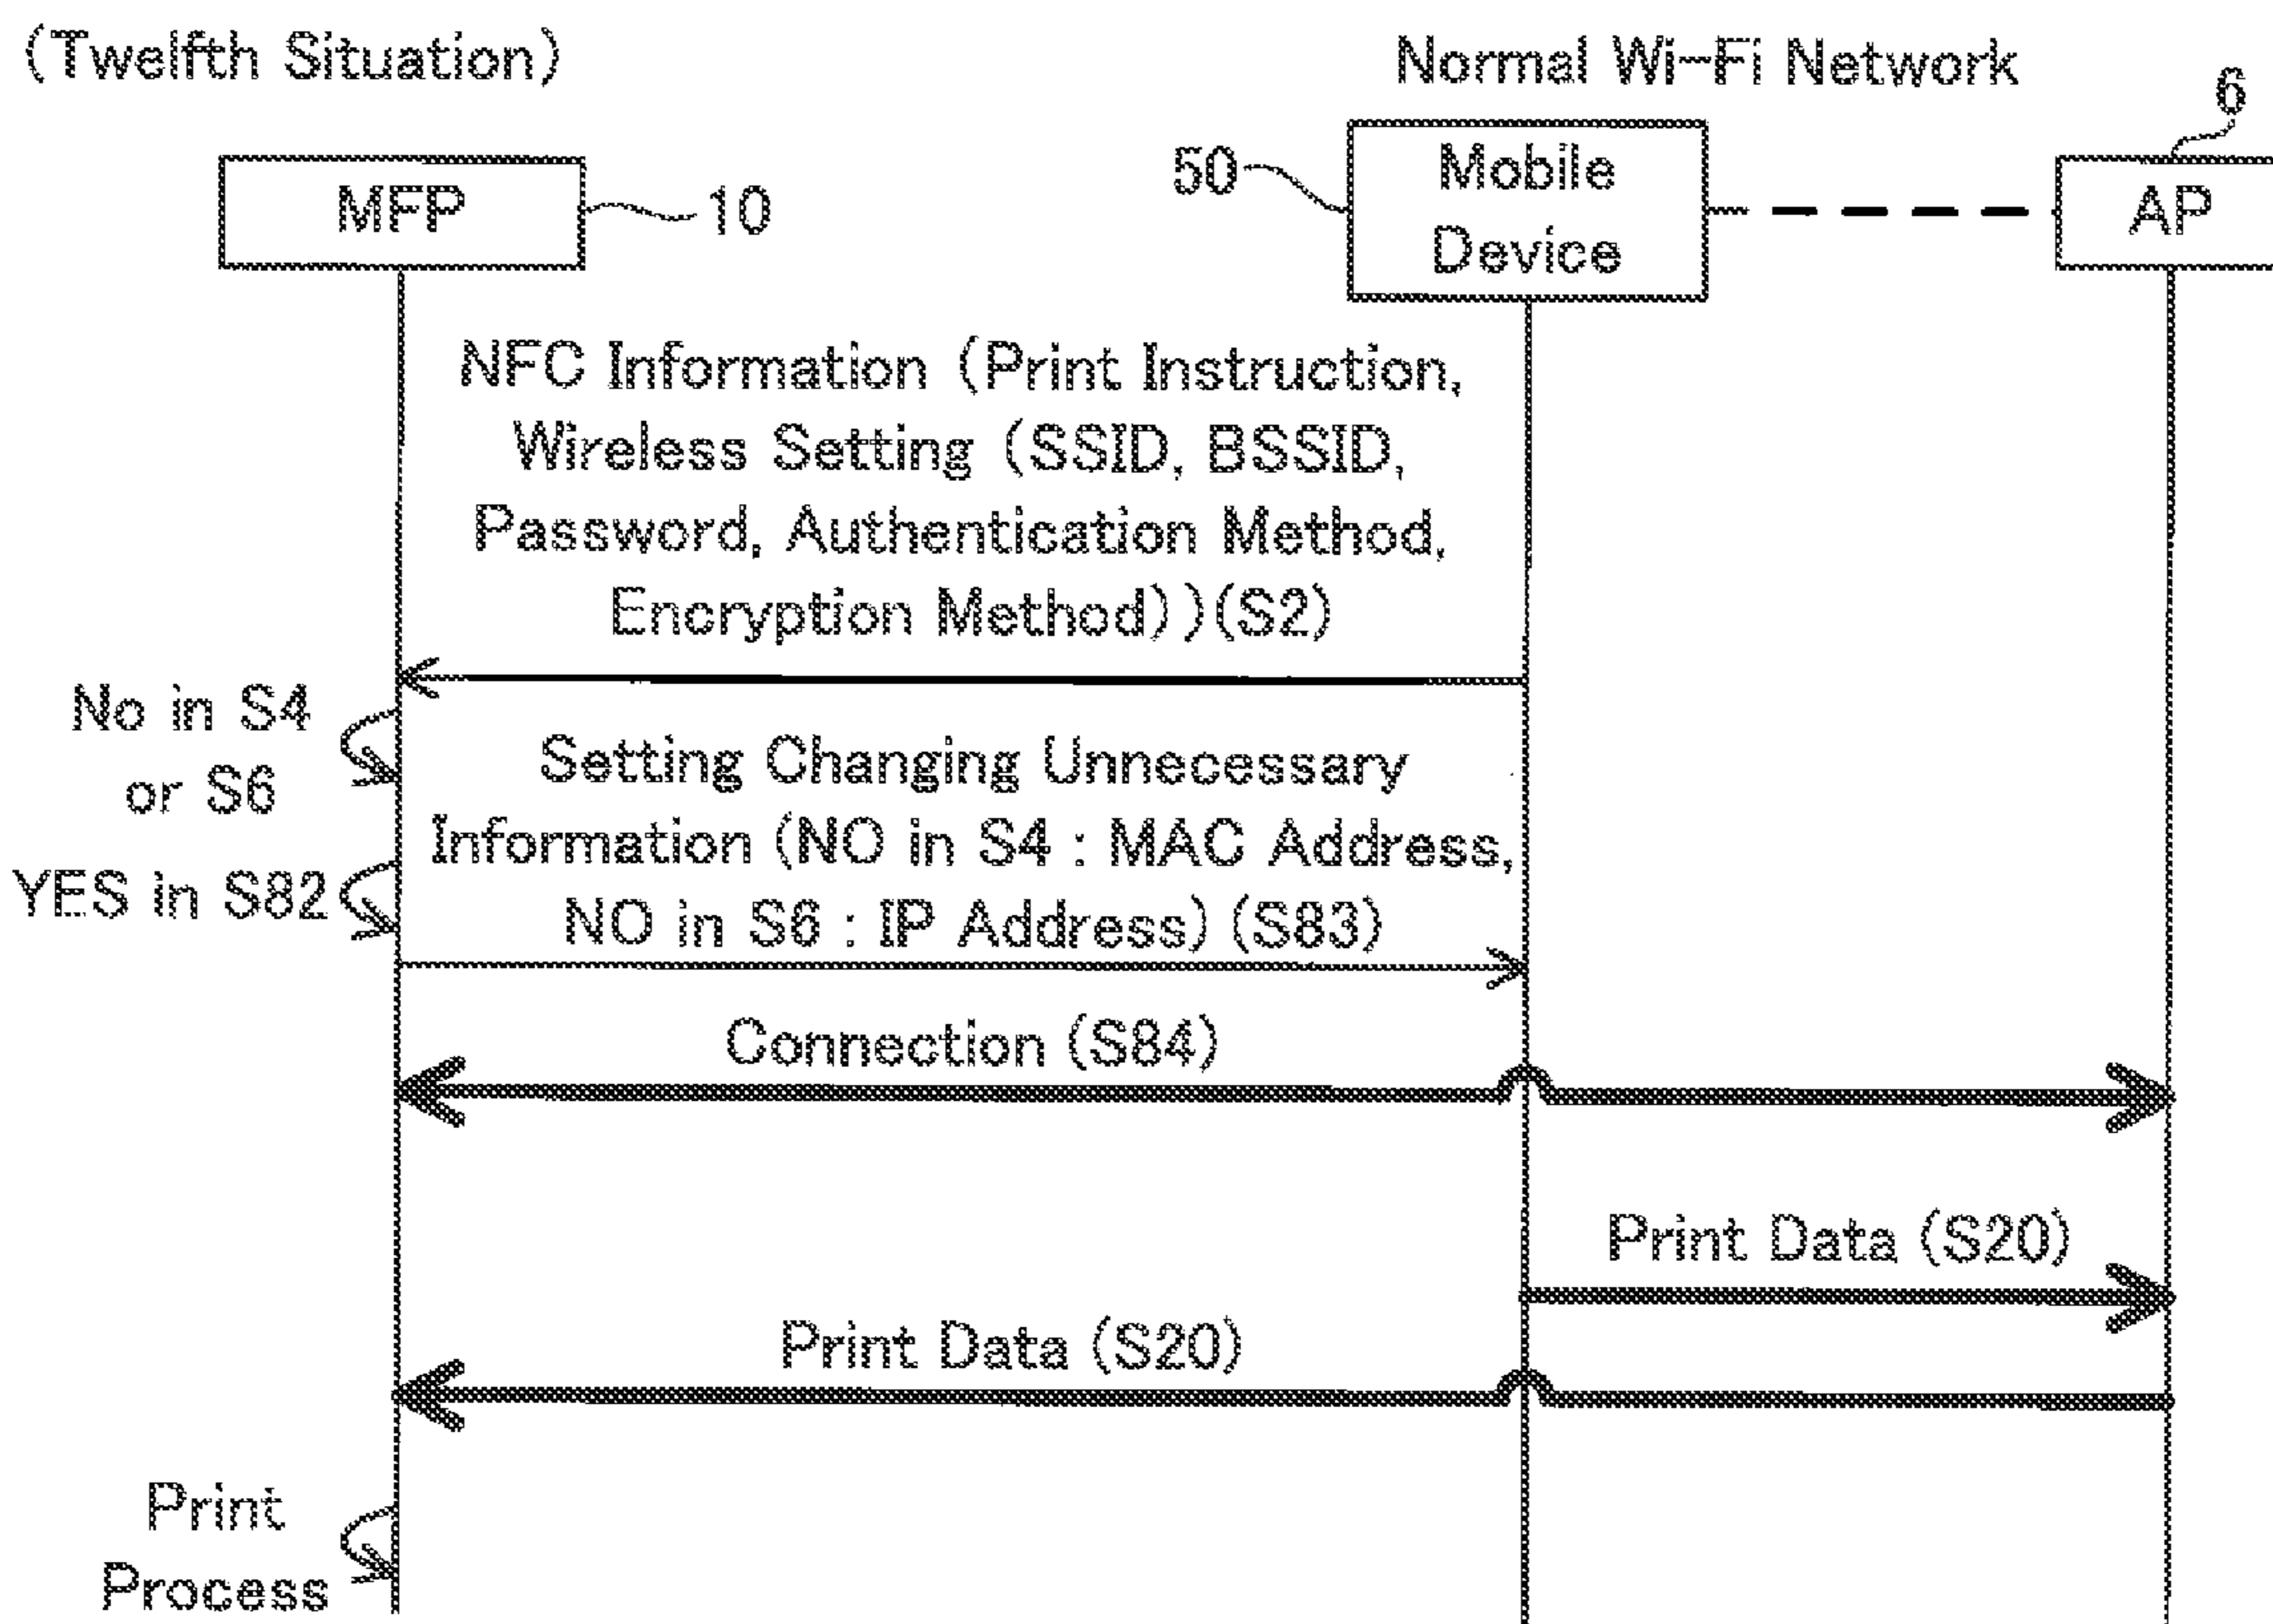 (Twelfth Situation)
Normal Wi-Fi Network
6
MFP
10
50
Mobile
Device
AP
NFC Information (Print Instruction,
Wireless Setting (SSID, BSSID,
Password, Authentication Method,
Encryption Method))(S2)
No in S4
or S6
YES in S82
Setting Changing Unnecessary
Information (NO in S4 : MAC Address,
NO in S6 : IP Address) (S83)
Connection (S84)
Print Data (S20)
Print Data (S20)
Print
Process